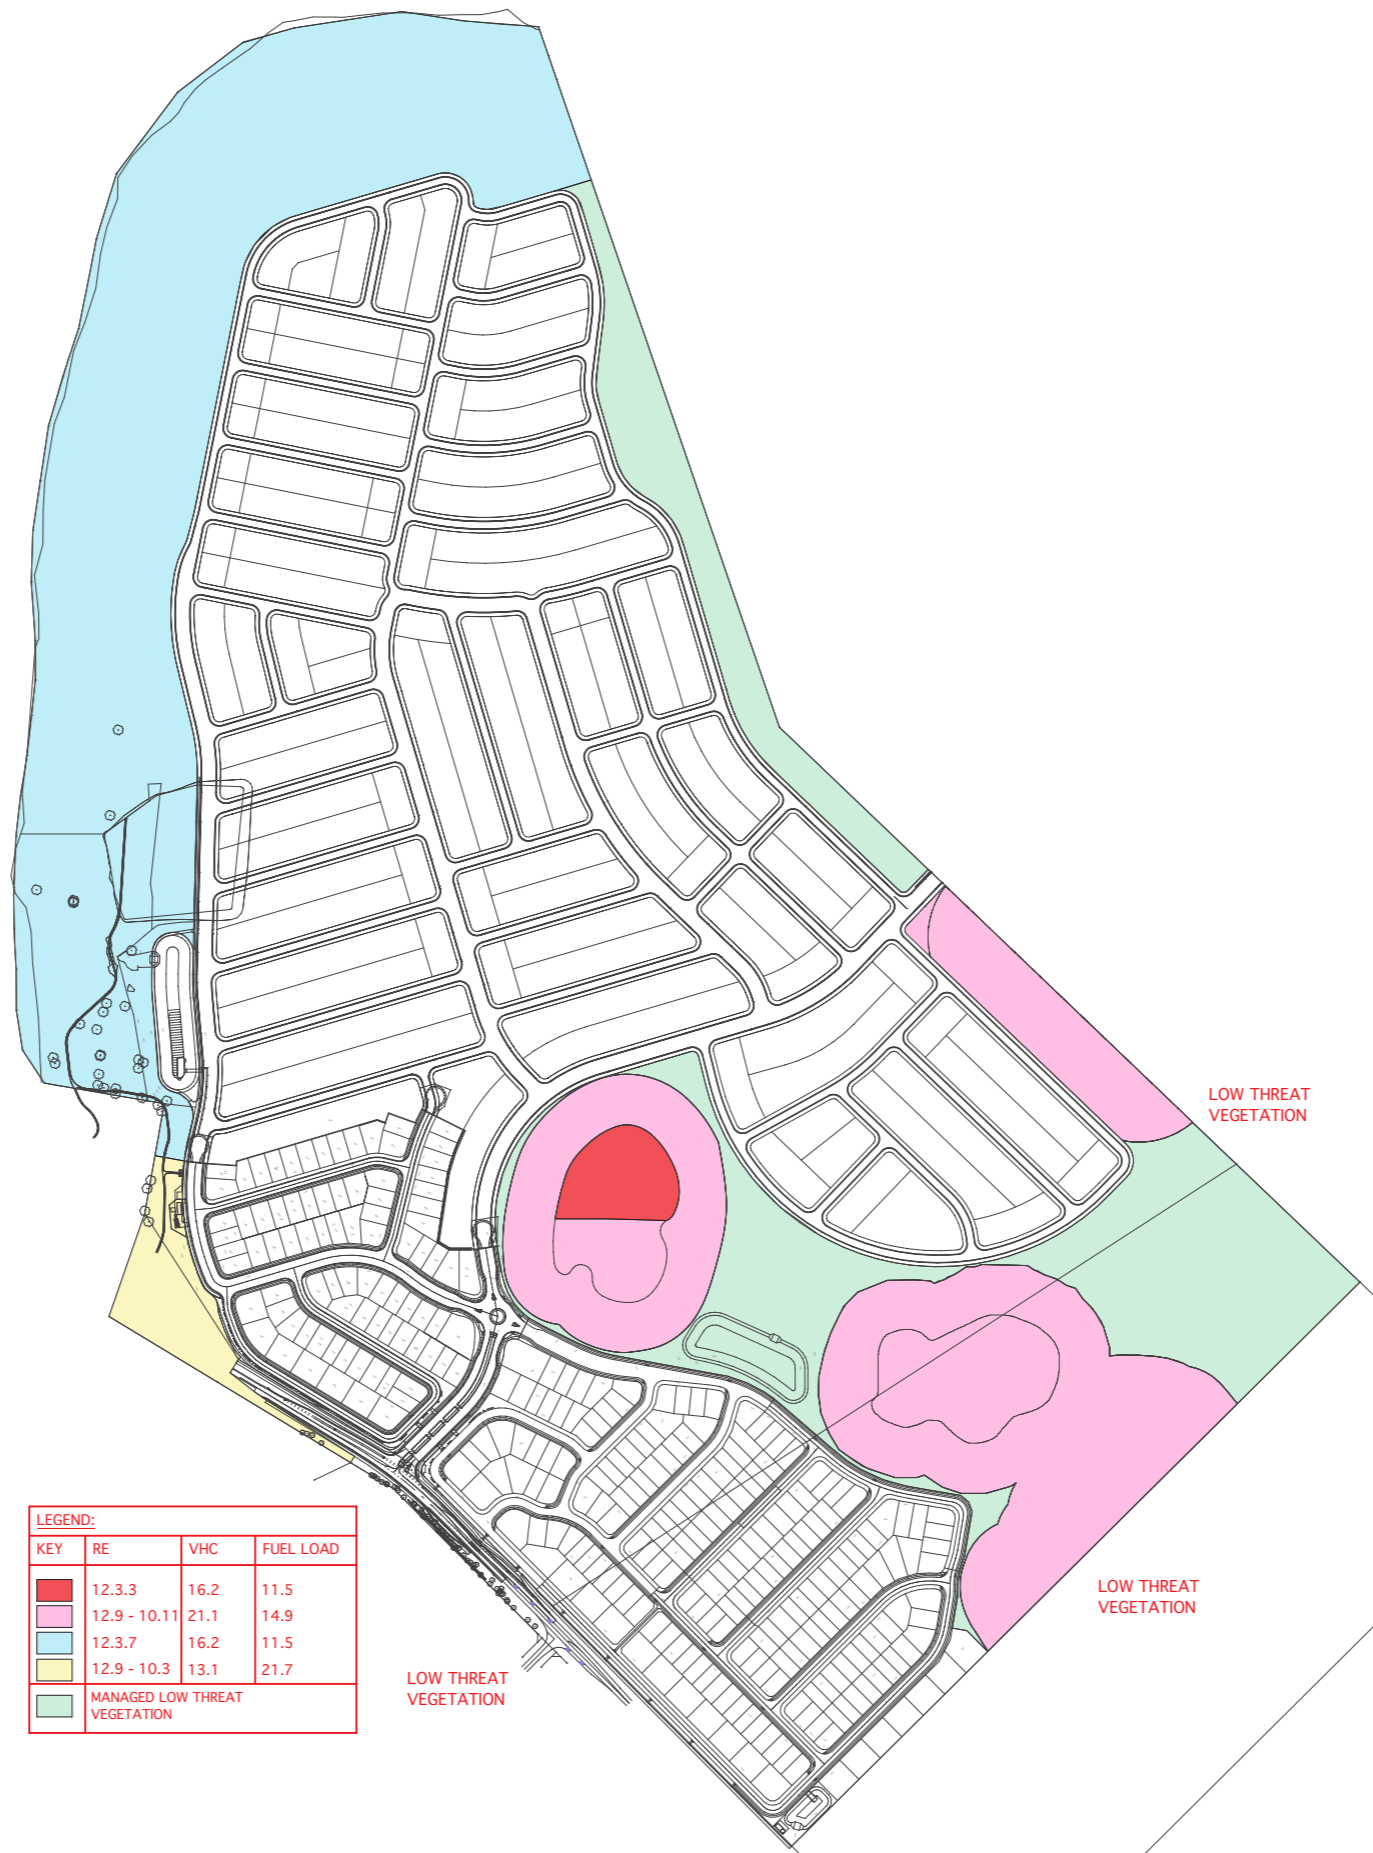 LOW THREAT
VEGETATION
LEGEND:
KEY RE VHC FUEL LOAD
12.3.3 16.2 11.5
12.9 - 10.11 21.1 14.9
12.3.7 16.2 11.5
12.9 - 10.3 13.1 21.7
MANAGED LOW THREAT
VEGETATION
LOW THREAT
VEGETATION
LOW THREAT
VEGETATION